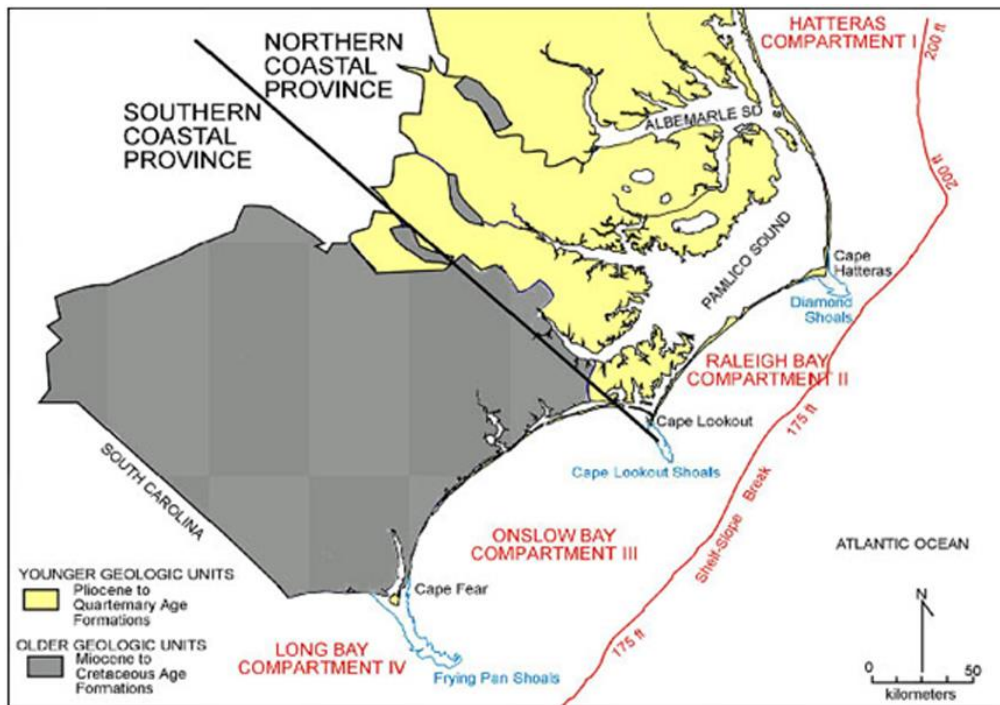 HATTERAS
COMPARTMENT I
200 ft
NORTHERN
COASTAL
PROVINCE
SOUTHERN
COASTAL
PROVINCE
ALBEMARLE SD
200 ft
PAMLICO SOUND
Cape
Hatteras
Diamond
Shoals
RALEIGH BAY
COMPARTMENT II
175 ft
Cape Lookout
Cape Lookout Shoals
Shelf-Slope Break
SOUTH CAROLINA
ONSLOW BAY
COMPARTMENT III
ATLANTIC OCEAN
YOUNGER GEOLOGIC UNITS
Pliocene to
Quarternary Age
Formations
Cape Fear
N
OLDER GEOLOGIC UNITS
Miocene to
Cretaceous Age
Formations
LONG BAY
COMPARTMENT IV
Frying Pan Shoals
175 ft
0 50
kilometers